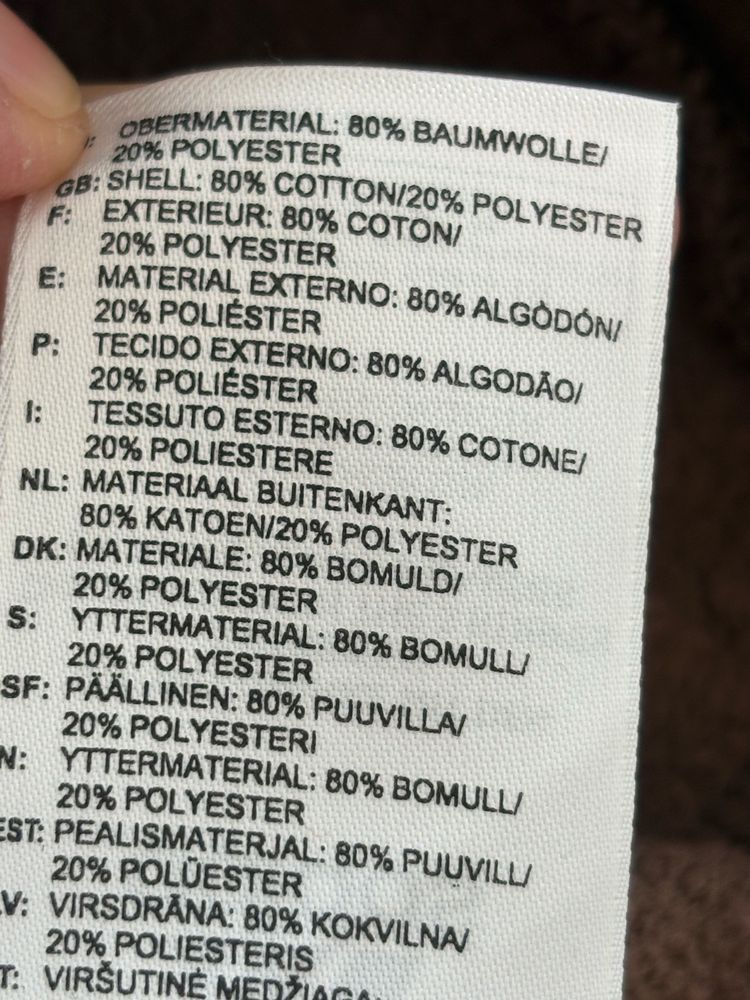 : OBERMATERIAL: 80% BAUMWOLLE/
20% POLYESTER
GB: SHELL: 80% COTTON/20% POLYESTER
F: EXTERIEUR: 80% COTON/
20% POLYESTER
E: MATERIAL EXTERNO: 80% ALGÒDÓN/
20% POLIÉSTER
P: TECIDO EXTERNO: 80% ALGODÃO/
20% POLIÉSTER
I: TESSUTO ESTERNO: 80% COTONE/
20% POLIESTERE
NL: MATERIAAL BUITENKANT:
80% KATOEN/20% POLYESTER
DK: MATERIALE: 80% BOMULD/
20% POLYESTER
S: YTTERMATERIAL: 80% BOMULL/
20% POLYESTER
SF: PÄÄLLINEN: 80% PUUVILLA/
20% POLYESTERI
N: YTTERMATERIAL: 80% BOMULL/
20% POLYESTER
EST: PEALISMATERJAL: 80% PUUVILL/
20% POLÜESTER
LV: VIRSDRĀNA: 80% KOKVILNA/
20% POLIESTERIS
T: VIRŠUTINĖ MEDŽIAGA: